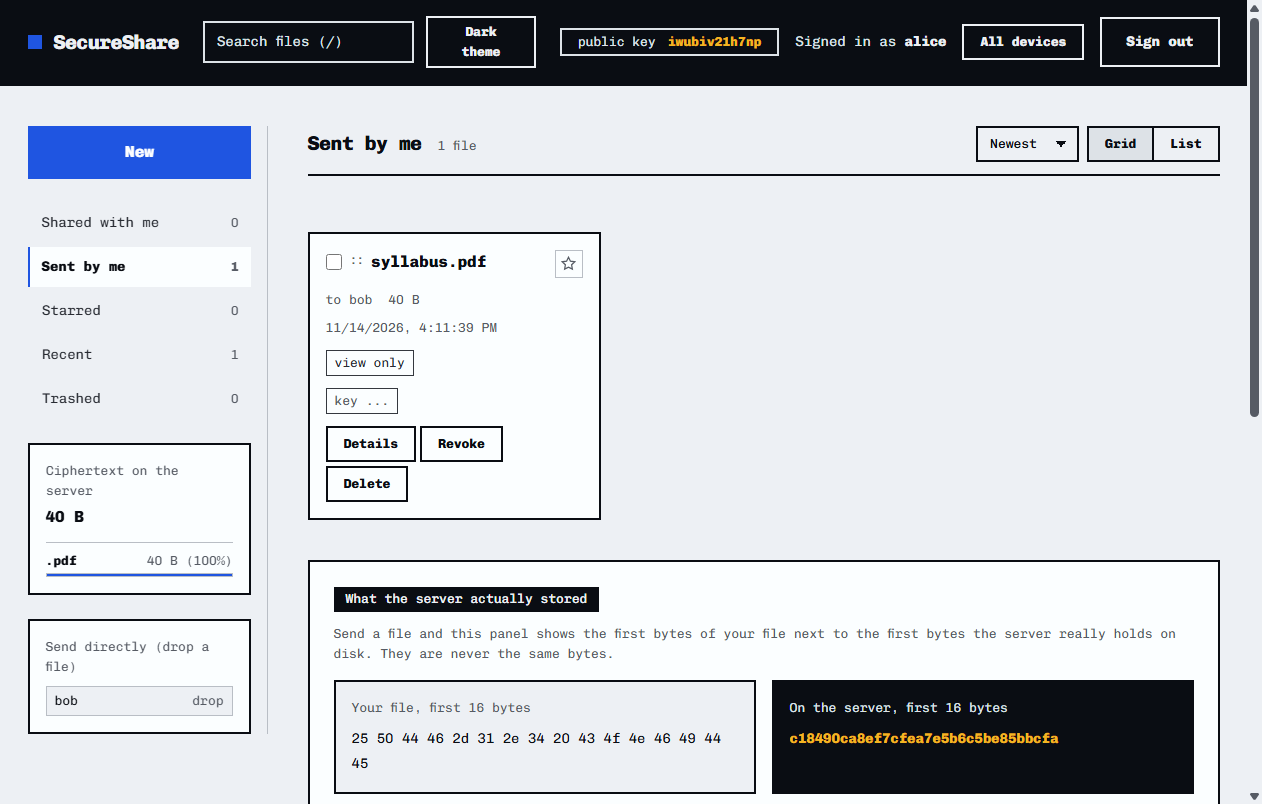 SecureShare
Search files (/)
Dark
theme
public key iwubiv21h7np
Signed in as alice
All devices
Sign out
New
Shared with me 0
Sent by me 1
Starred 0
Recent 1
Trashed 0
Ciphertext on the
server
40 B
.pdf 40 B (100%)
Send directly (drop a
file)
bob drop
Sent by me 1 file
Newest
Grid
List
:: syllabus.pdf
to bob 40 B
11/14/2026, 4:11:39 PM
view only
key ...
Details
Revoke
Delete
What the server actually stored
Send a file and this panel shows the first bytes of your file next to the first bytes the server really holds on
disk. They are never the same bytes.
Your file, first 16 bytes
25 50 44 46 2d 31 2e 34 20 43 4f 4e 46 49 44
45
On the server, first 16 bytes
c18490ca8ef7cfea7e5b6c5be85bbcfa